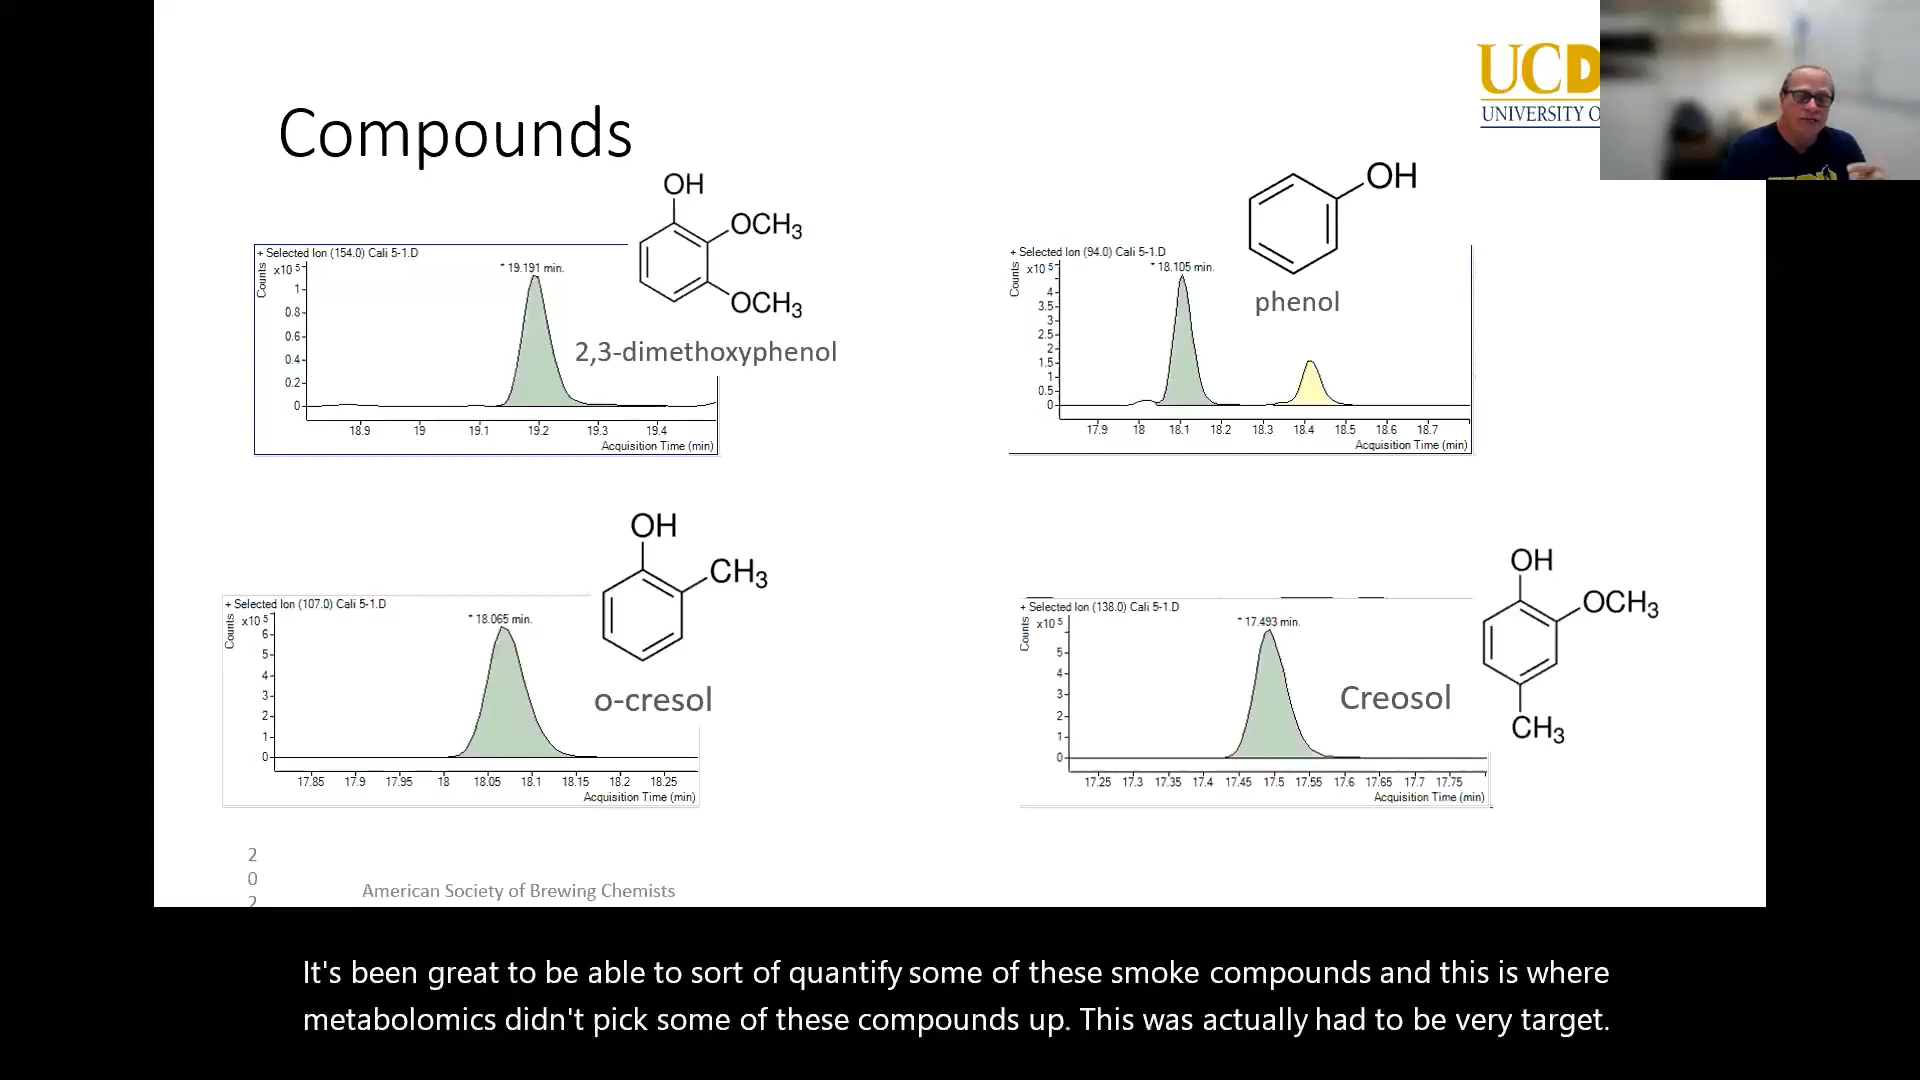 UCD
UNIVERSITY O
Compounds
OH
OCH3
OCH3
+ Selected Ion (154.0) Cali 5-1.D
Counts
x10 5
* 19.191 min.
1
0.8
0.6
0.4
0.2
0
18.9 19 19.1 19.2 19.3 19.4
Acquisition Time (min)
2,3-dimethoxyphenol
OH
+ Selected Ion (94.0) Cali 5-1.D
Counts
x10 5
* 18.105 min.
4
3.5
3
2.5
2
1.5
1
0.5
0
17.9 18 18.1 18.2 18.3 18.4 18.5 18.6 18.7
Acquisition Time (min)
phenol
OH
CH3
+ Selected Ion (107.0) Cali 5-1.D
Counts
x10 5
* 18.065 min.
6
5
4
3
2
1
0
17.85 17.9 17.95 18 18.05 18.1 18.15 18.2 18.25
Acquisition Time (min)
o-cresol
OH
OCH3
CH3
+ Selected Ion (138.0) Cali 5-1.D
Counts
x10 5
* 17.493 min.
5
4
3
2
1
0
17.25 17.3 17.35 17.4 17.45 17.5 17.55 17.6 17.65 17.7 17.75
Acquisition Time (min)
Creosol
2
0
2
American Society of Brewing Chemists
It's been great to be able to sort of quantify some of these smoke compounds and this is where
metabolomics didn't pick some of these compounds up. This was actually had to be very target.